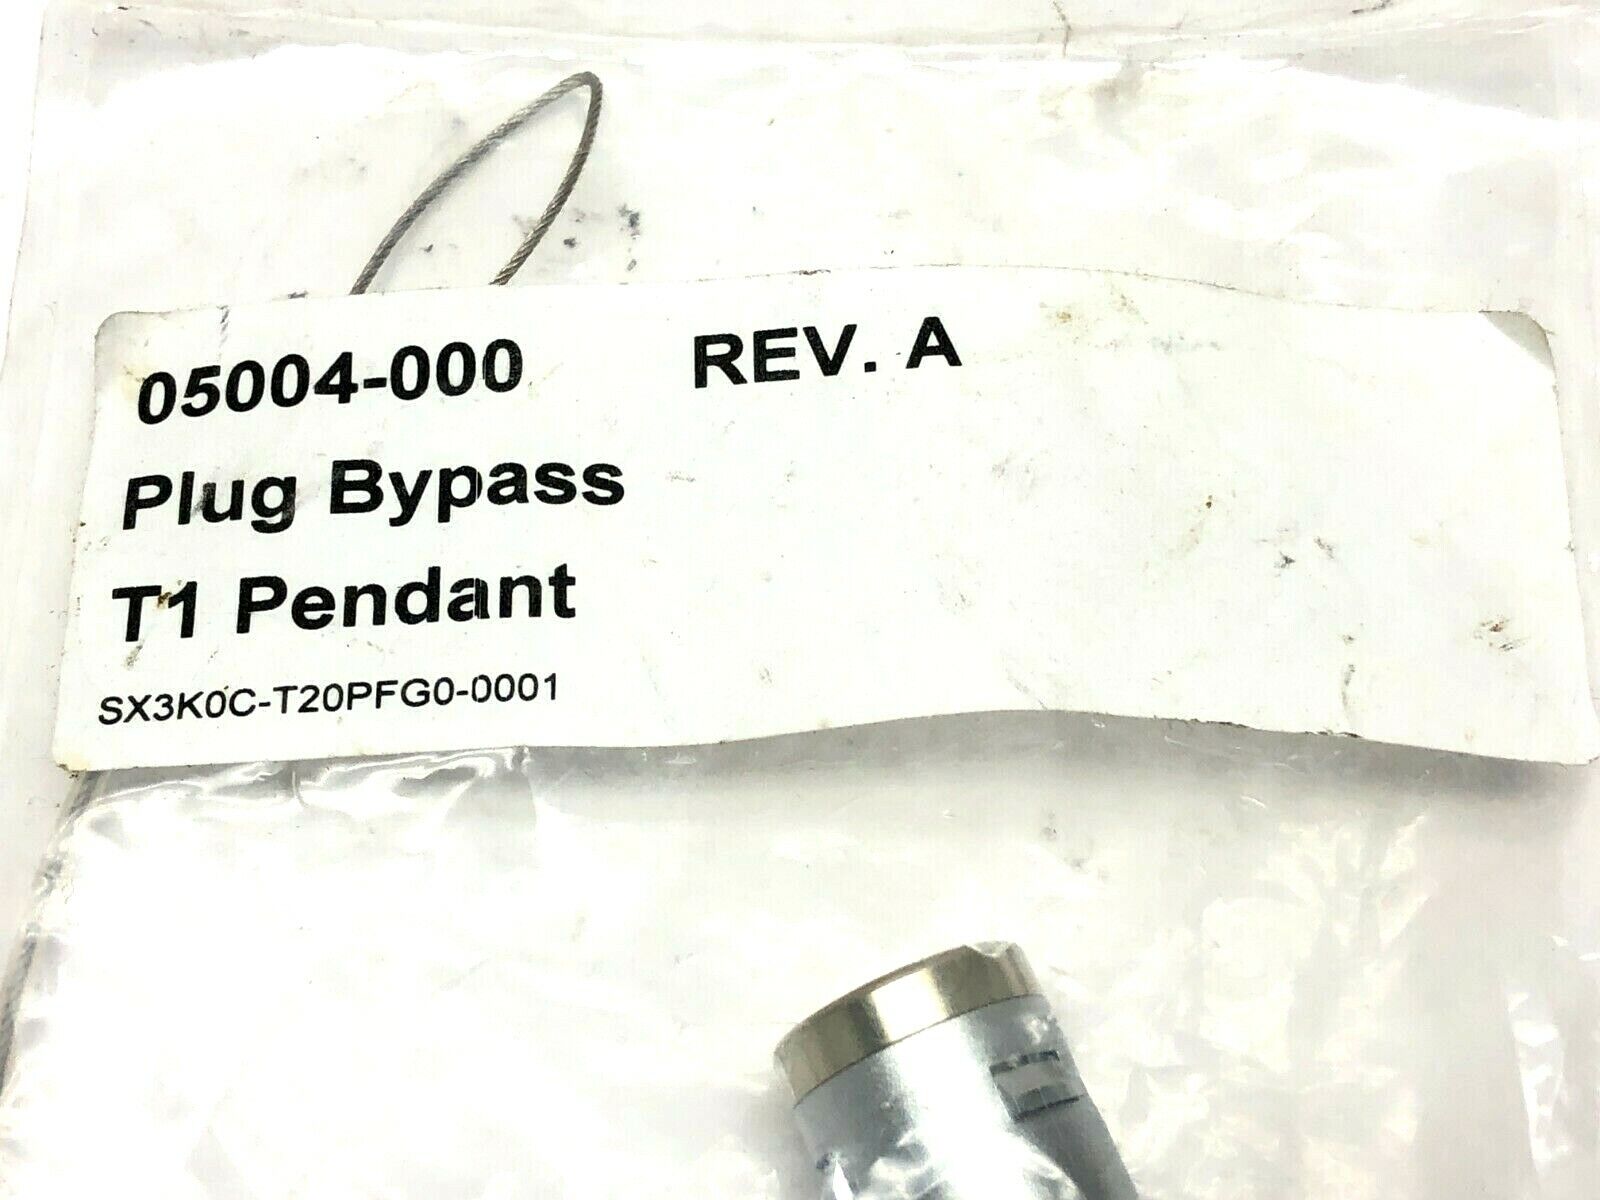 05004-000 REV. A
Plug Bypass
T1 Pendant
SX3K0C-T20PFG0-0001